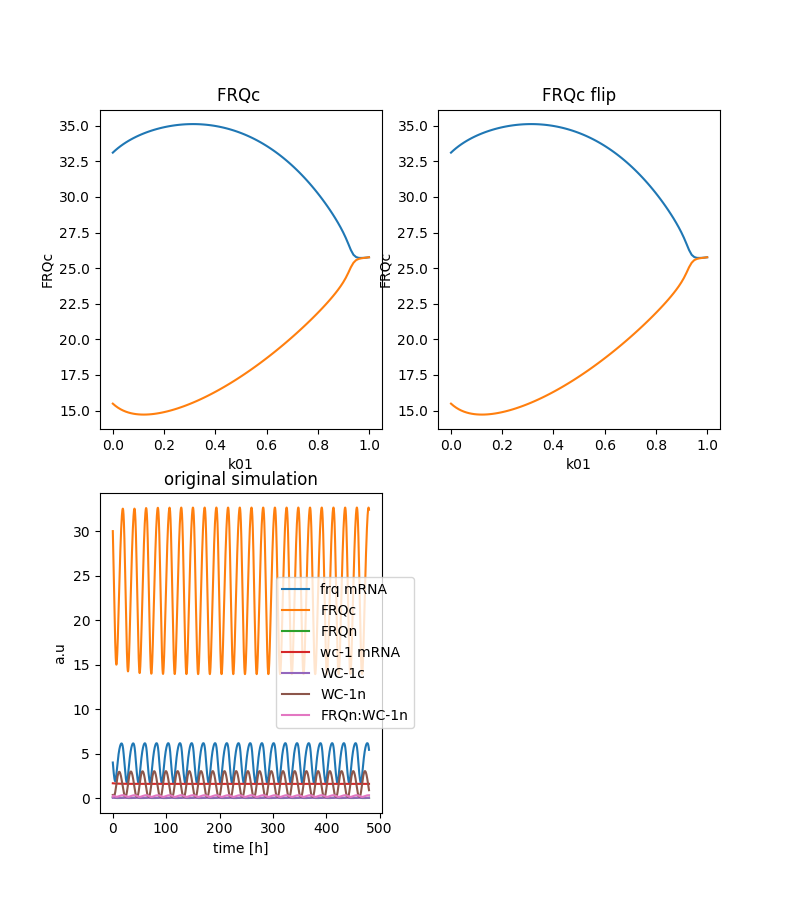 FRQc
FRQc flip
35.0
32.5
30.0
27.5
25.0
22.5
20.0
17.5
15.0
FRQc
0.0 0.2 0.4 0.6 0.8 1.0
k01
35.0
32.5
30.0
27.5
25.0
22.5
20.0
17.5
15.0
FRQc
0.0 0.2 0.4 0.6 0.8 1.0
k01
original simulation
30
25
20
15
10
5
0
a.u
frq mRNA
FRQc
FRQn
wc-1 mRNA
WC-1c
WC-1n
FRQn:WC-1n
0 100 200 300 400 500
time [h]